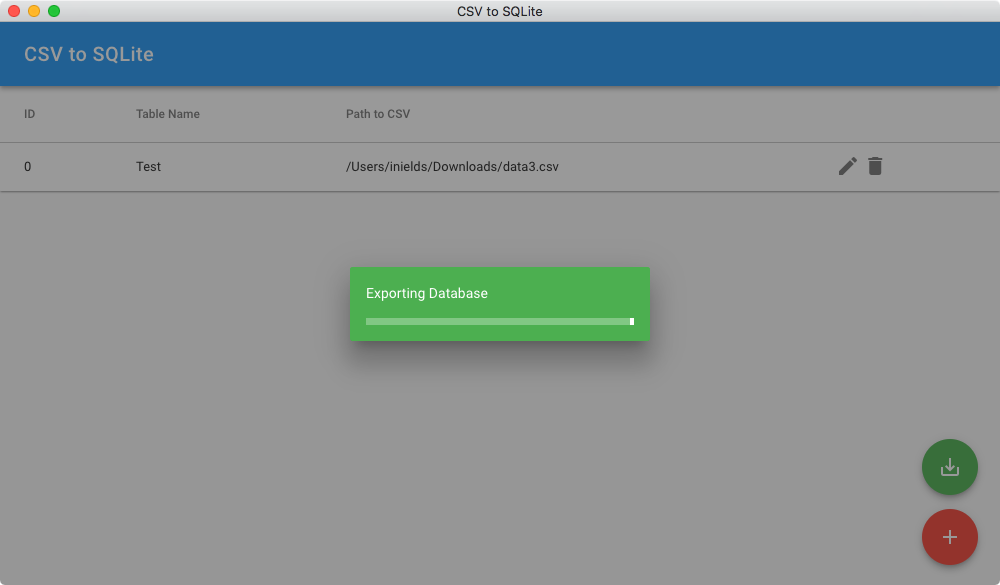 CSV to SQLite
CSV to SQLite
ID Table Name Path to CSV
0 Test /Users/inields/Downloads/data3.csv
Exporting Database